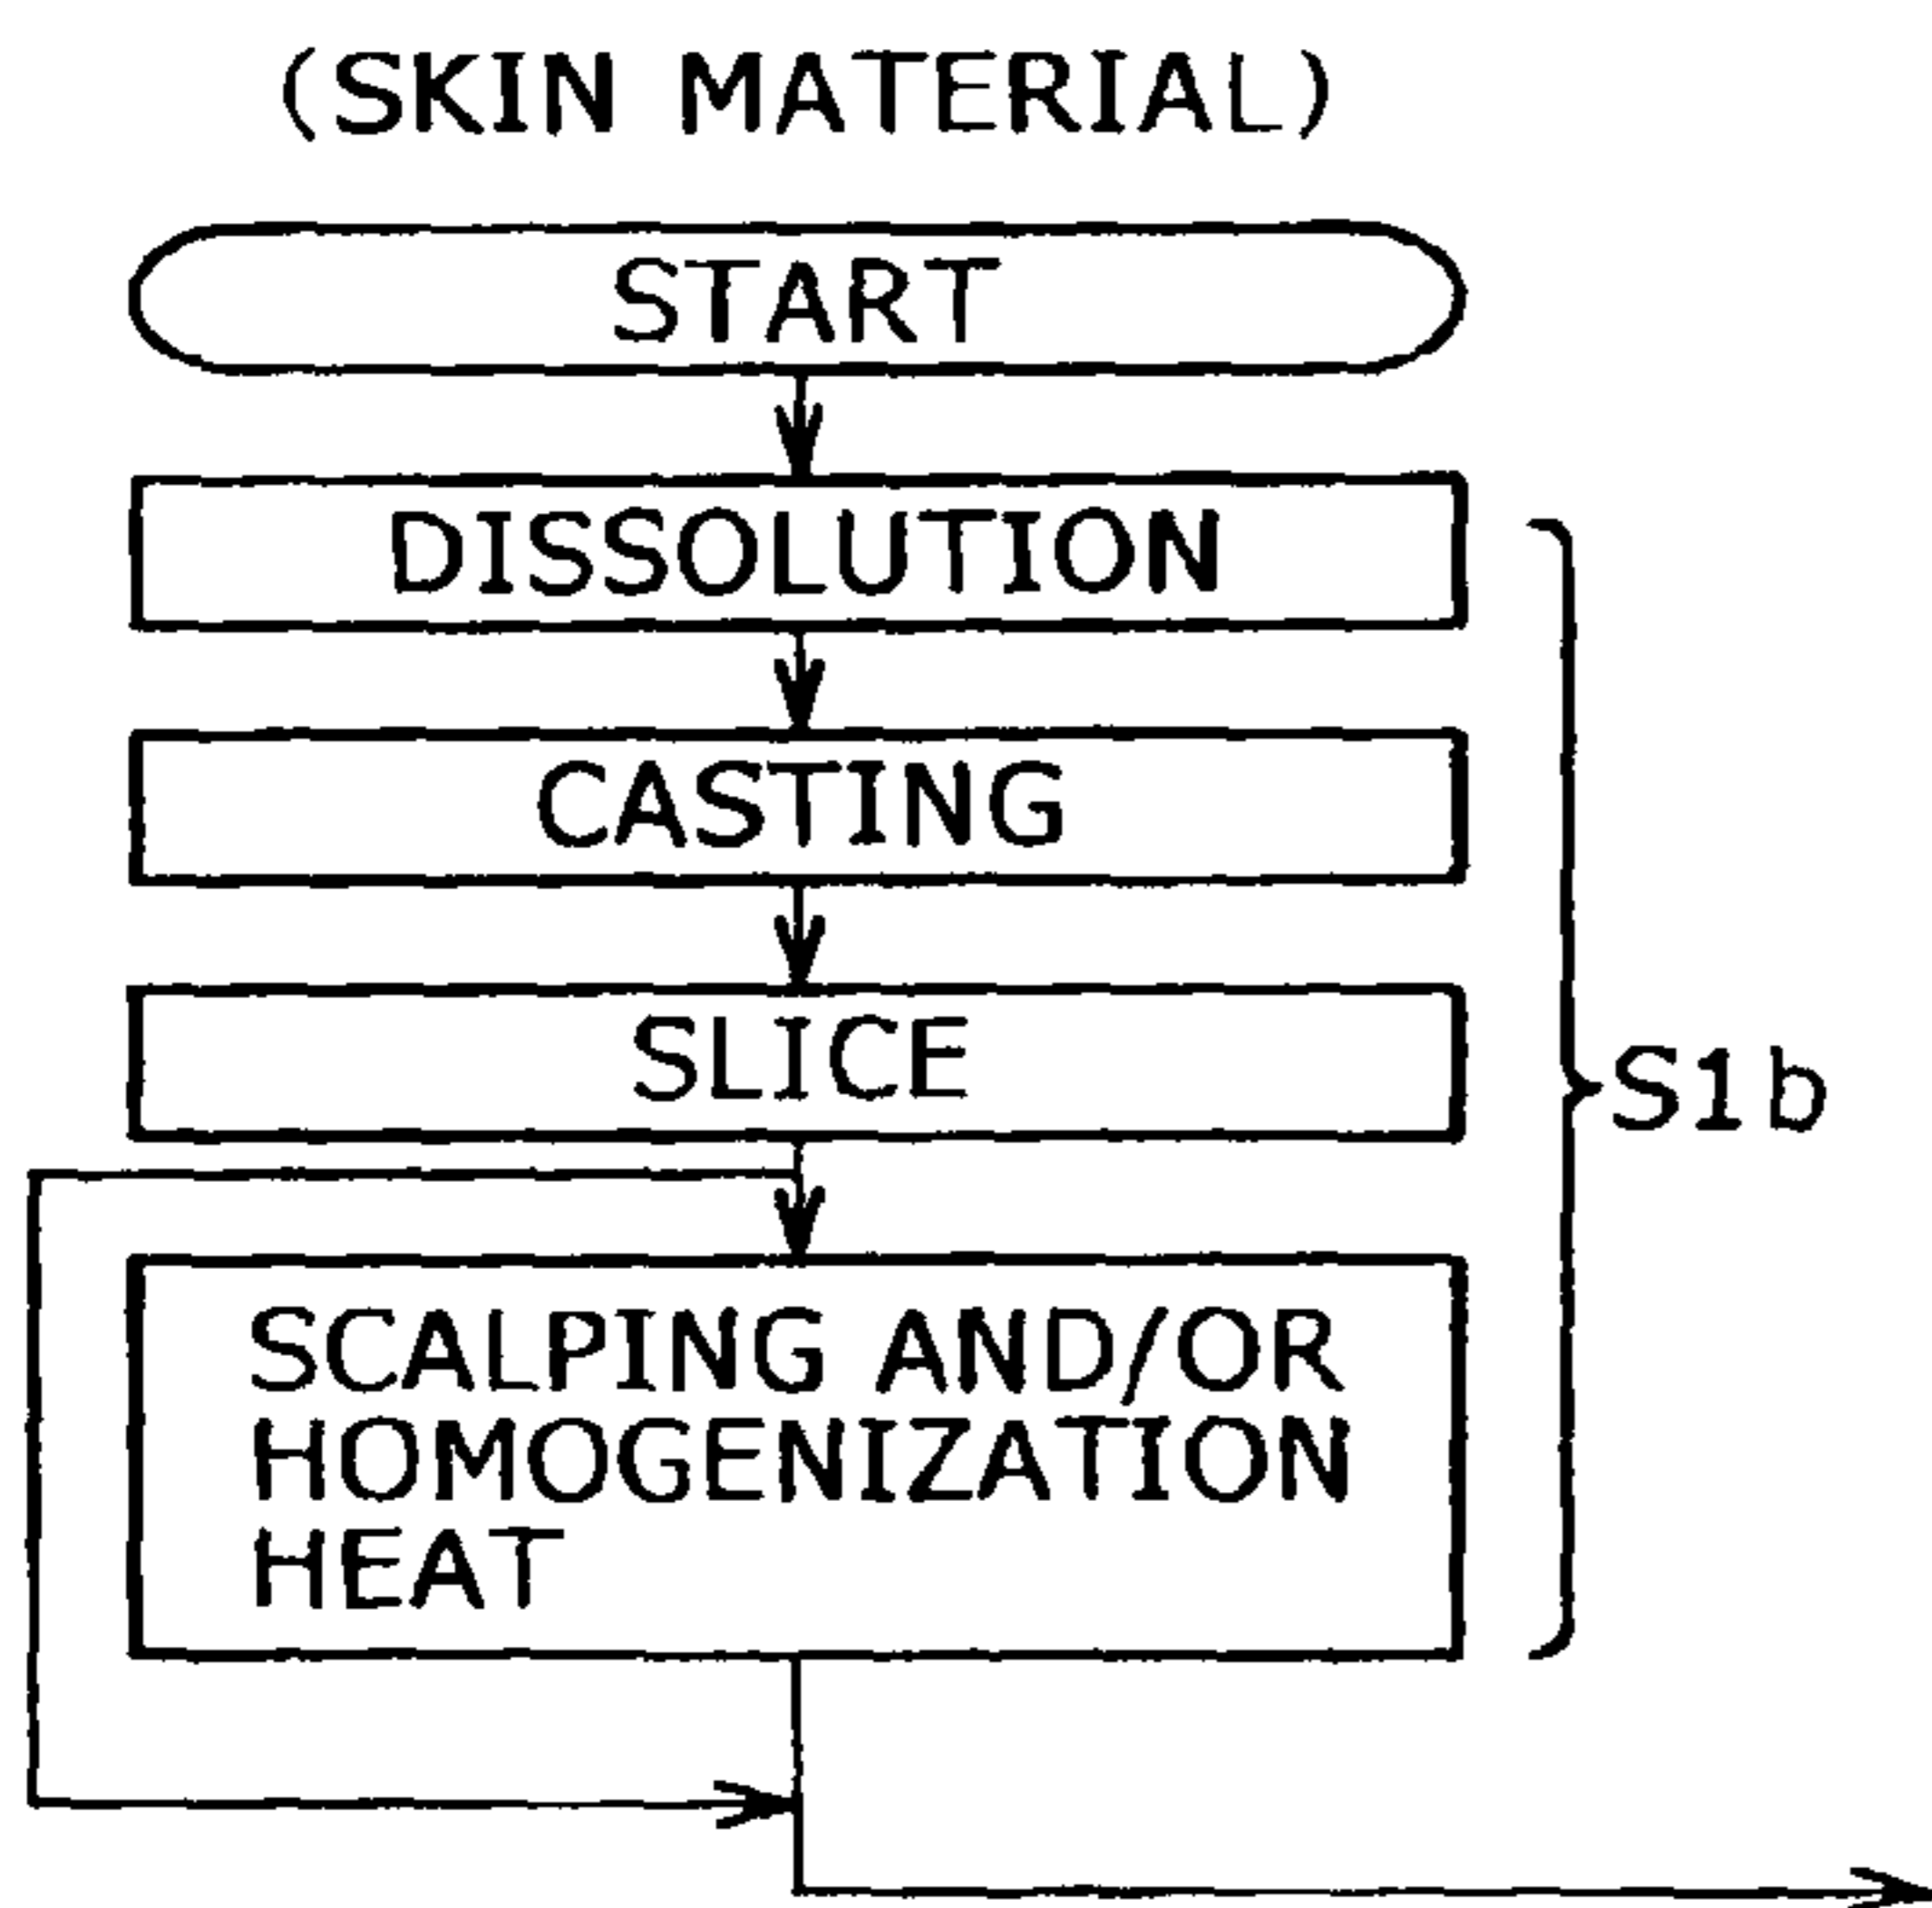 (SKIN MATERIAL)
START
DISSOLUTION
CASTING
SLICE
S1b
SCALPING AND/OR
HOMOGENIZATION
HEAT